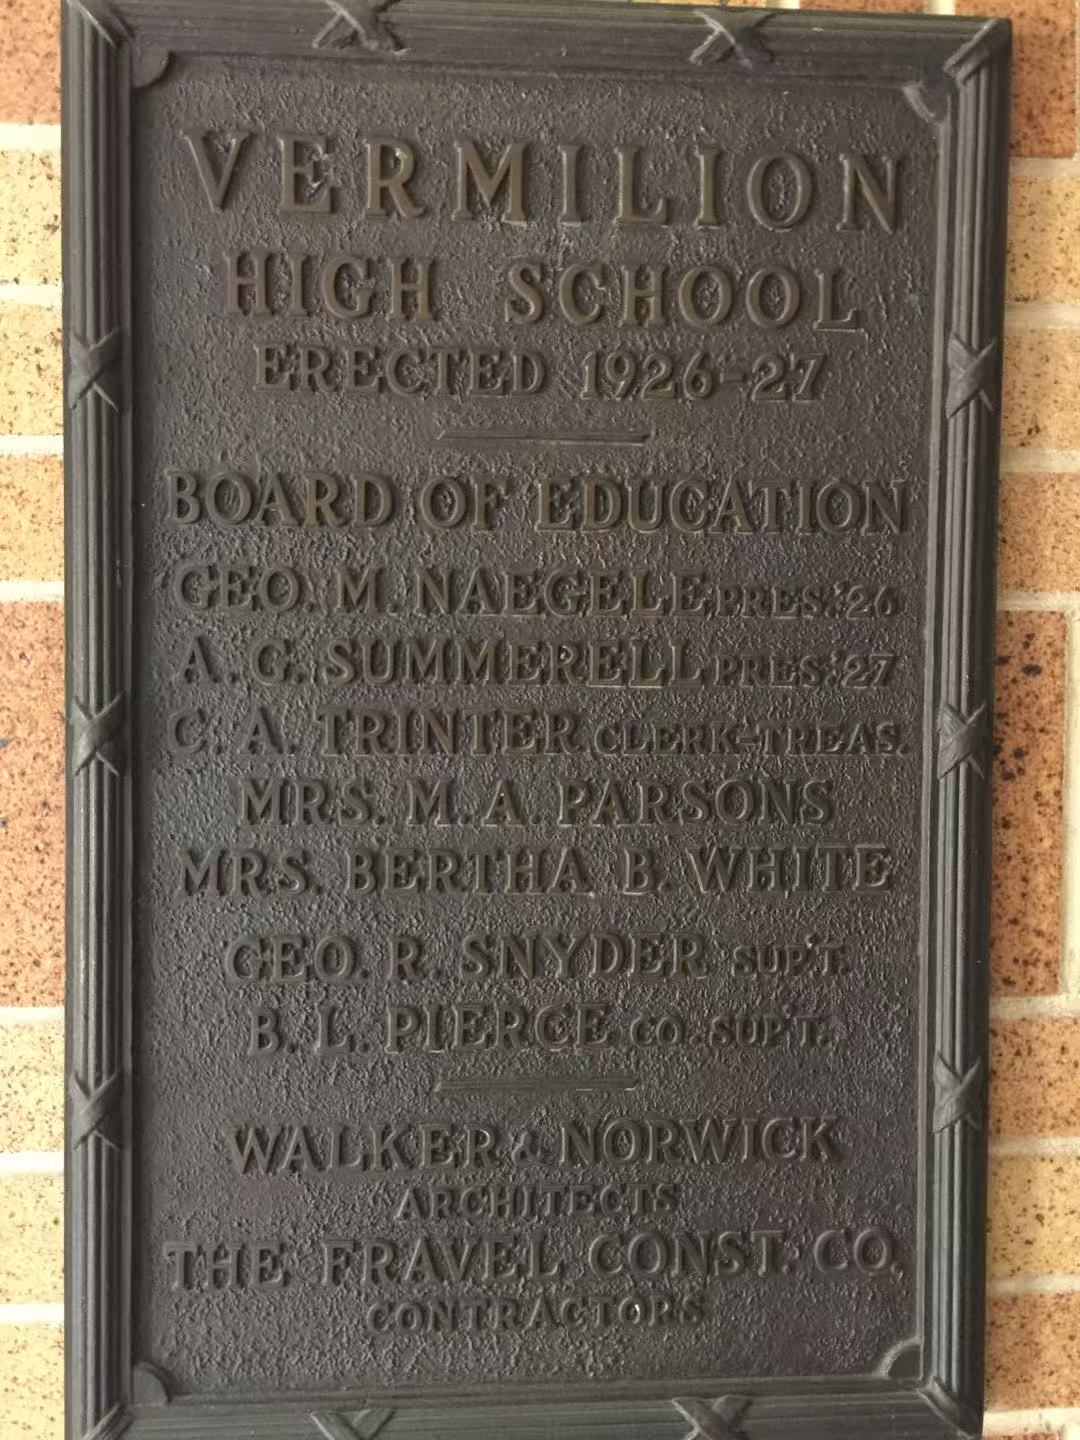 VERMILION
HIGH SCHOOL
ERECTED 1926-27
BOARD OF EDUCATION
GEO. M. NAEGELE PRES. '26
A. G. SUMMERELL PRES. '27
C. A. TRINTER CLERK-TREAS.
MRS. M. A. PARSONS
MRS. BERTHA B. WHITE
GEO. R. SNYDER SUP'T.
B. L. PIERCE CO. SUP'T.
WALKER & NORWICK
ARCHITECTS
THE FRAVEL CONST. CO.
CONTRACTORS